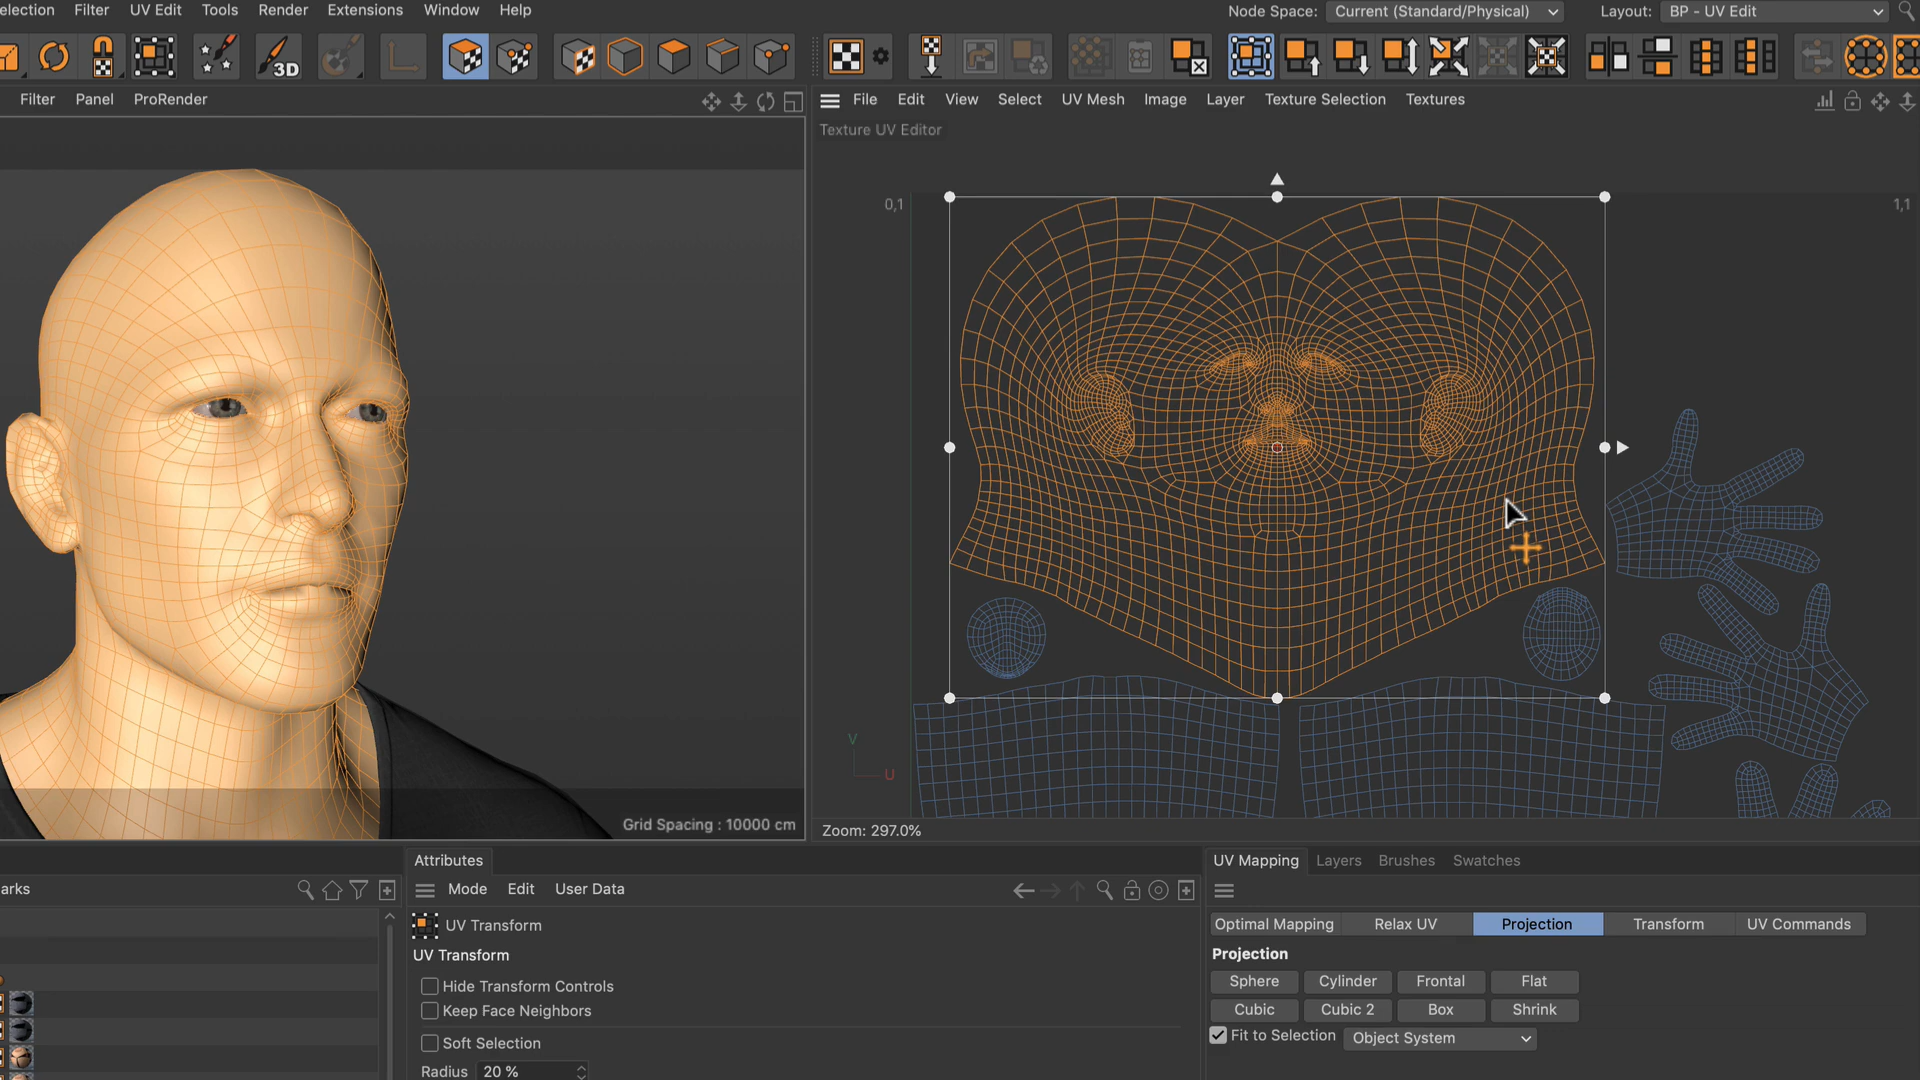 election Filter UV Edit Tools Render Extensions Window Help
Node Space: Current (Standard/Physical) Layout: BP - UV Edit
3D
Filter Panel ProRender
File Edit View Select UV Mesh Image Layer Texture Selection Textures
Texture UV Editor
0,1
1,1
V
U
Grid Spacing : 10000 cm
Zoom: 297.0%
Attributes
UV Mapping Layers Brushes Swatches
arks
Mode Edit User Data
UV Transform
UV Transform
Hide Transform Controls
Keep Face Neighbors
Soft Selection
Radius 20 %
Optimal Mapping Relax UV Projection Transform UV Commands
Projection
Sphere Cylinder Frontal Flat
Cubic Cubic 2 Box Shrink
Fit to Selection Object System